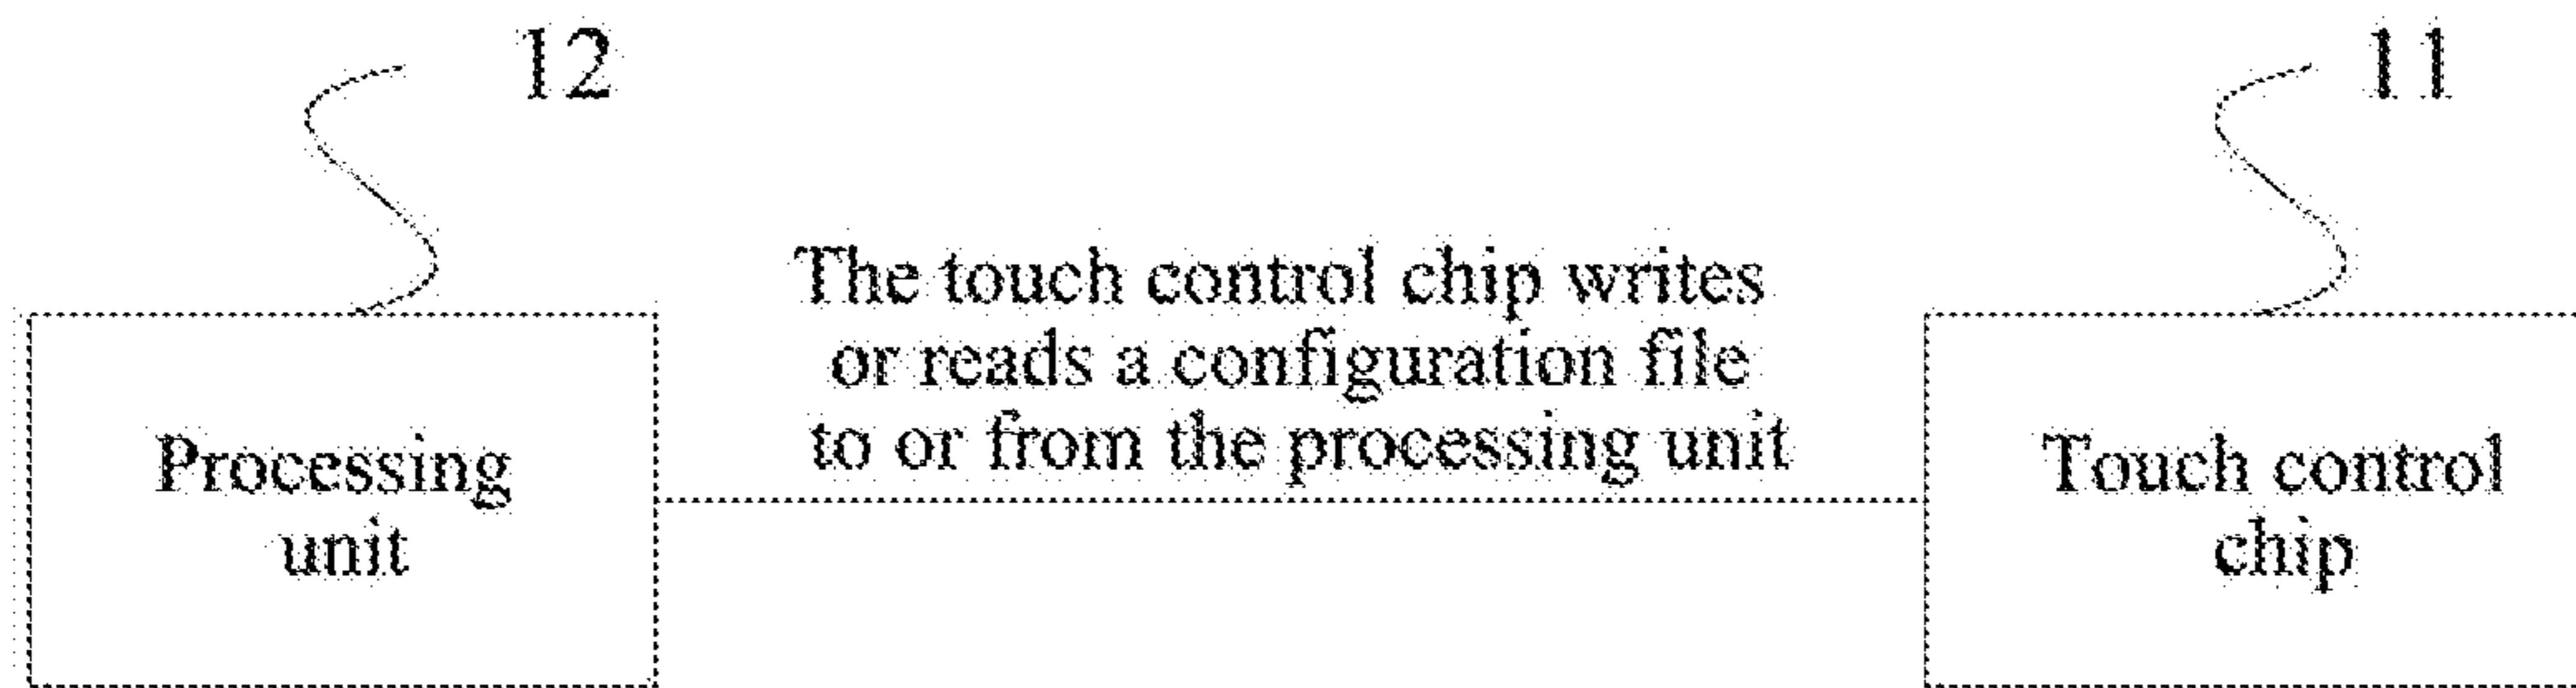 12
11
The touch control chip writes
or reads a configuration file
to or from the processing unit
Processing
unit
Touch control
chip